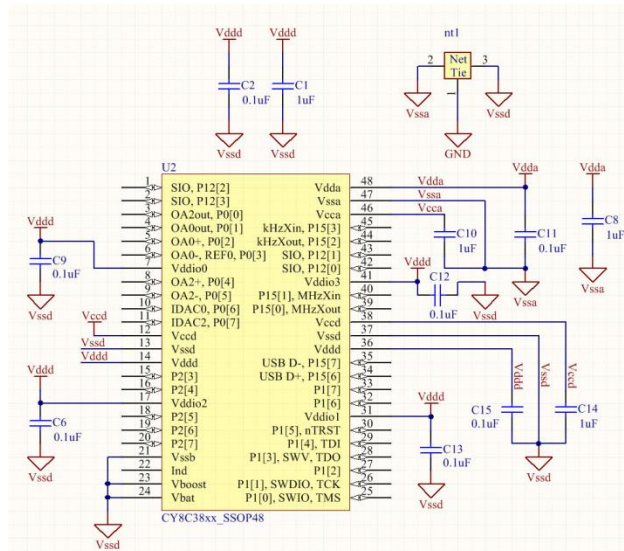 Vddd
Vddd
nt1
C2
0.1uF
C1
1uF
2
Net
Tie
3
1
Vssa
Vssd
Vssd
Vssd
GND
U2
1
SIO, P12[2]
2
SIO, P12[3]
3
OA2out, P0[0]
4
OA0out, P0[1]
5
OA0+, P0[2]
6
OA0-, REF0, P0[3]
7
Vddio0
8
OA2+, P0[4]
9
OA2-, P0[5]
10
IDAC0, P0[6]
11
IDAC2, P0[7]
12
Vccd
13
Vssd
14
Vddd
15
P2[3]
16
P2[4]
17
Vddio2
18
P2[5]
19
P2[6]
20
P2[7]
21
Vssb
22
Ind
23
Vboost
24
Vbat
Vdda
48
Vssa
47
Vcca
46
kHzXin, P15[3]
45
kHzXout, P15[2]
44
SIO, P12[1]
43
SIO, P12[0]
42
Vddio3
41
P15[1], MHzXin
40
P15[0], MHzXout
39
Vccd
38
Vssd
37
Vddd
36
USB D-, P15[7]
35
USB D+, P15[6]
34
P1[7]
33
P1[6]
32
Vddio1
31
P1[5], nTRST
30
P1[4], TDI
29
P1[3], SWV, TDO
28
P1[2]
27
P1[1], SWDIO, TCK
26
P1[0], SWIO, TMS
25
CY8C38xx_SSOP48
Vddd
C9
0.1uF
Vssd
Vccd
Vssd
Vddd
Vddd
C6
0.1uF
Vssd
Vssd
Vdda
Vssa
Vcca
Vdda
Vdda
C10
1uF
C11
0.1uF
C8
1uF
Vssa
Vssa
Vddd
C12
0.1uF
Vssd
Vddd
Vssd
Vccd
C15
0.1uF
C14
1uF
Vssd
Vddd
C13
0.1uF
Vssd